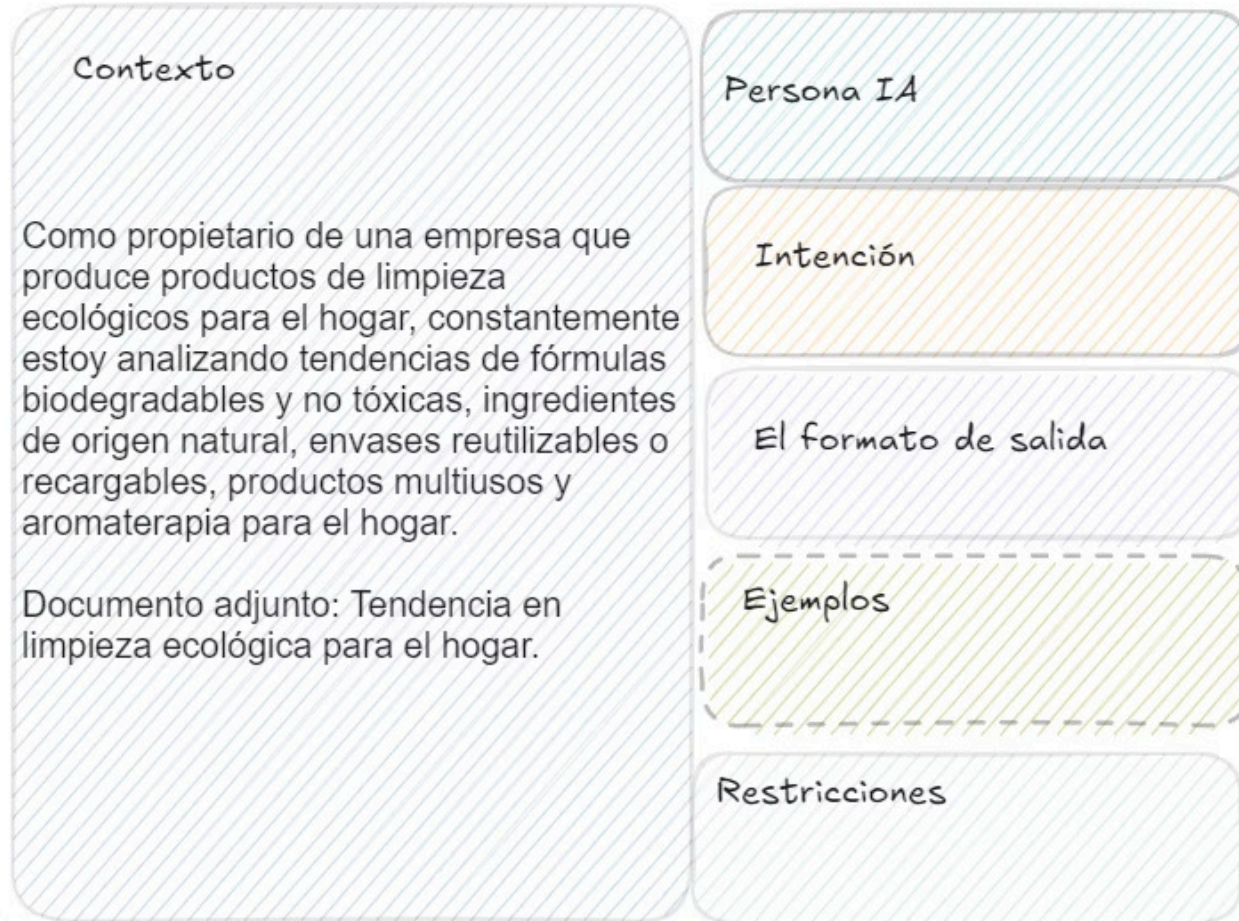 Contexto
Como propietario de una empresa que
produce productos de limpieza
ecológicos para el hogar, constantemente
estoy analizando tendencias de fórmulas
biodegradables y no tóxicas, ingredientes
de origen natural, envases reutilizables o
recargables, productos multiusos y
aromaterapia para el hogar.
Documento adjunto: Tendencia en
limpieza ecológica para el hogar.
Persona IA
Intención
El formato de salida
Ejemplos
Restricciones